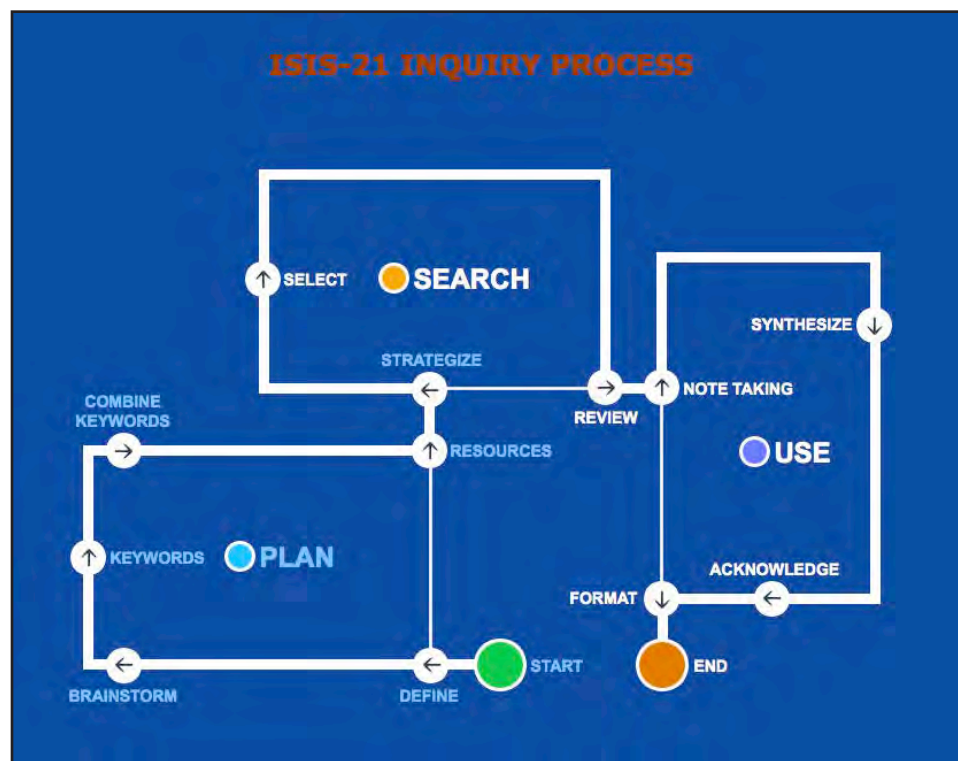 ISIS-21 INQUIRY PROCESS
SELECT
SEARCH
SYNTHESIZE
STRATEGIZE
NOTE TAKING
REVIEW
COMBINE
KEYWORDS
RESOURCES
USE
KEYWORDS
PLAN
ACKNOWLEDGE
FORMAT
START
END
BRAINSTORM
DEFINE